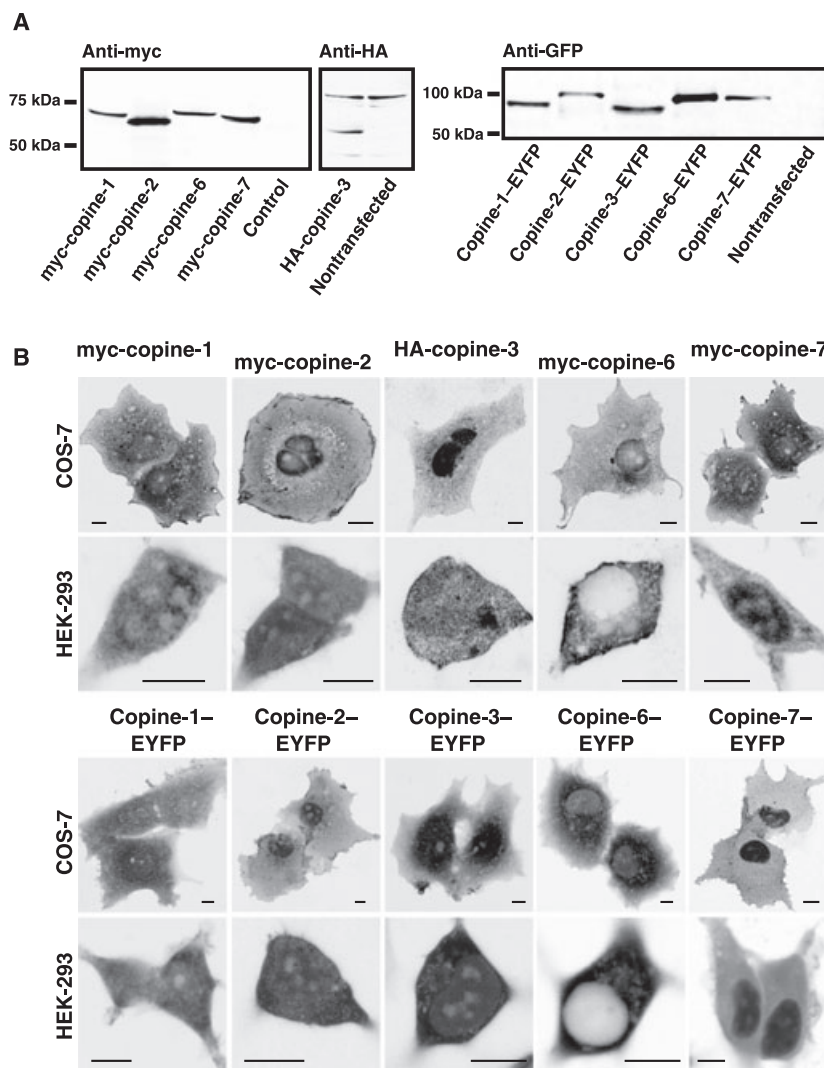 A
Anti-myc
Anti-HA
Anti-GFP
75 kDa
50 kDa
100 kDa
50 kDa
myc-copine-1
myc-copine-2
myc-copine-6
myc-copine-7
Control
HA-copine-3
Nontransfected
Copine-1–EYFP
Copine-2–EYFP
Copine-3–EYFP
Copine-6–EYFP
Copine-7–EYFP
Nontransfected
B
myc-copine-1
myc-copine-2
HA-copine-3
myc-copine-6
myc-copine-7
COS-7
HEK-293
Copine-1–
EYFP
Copine-2–
EYFP
Copine-3–
EYFP
Copine-6–
EYFP
Copine-7–
EYFP
COS-7
HEK-293